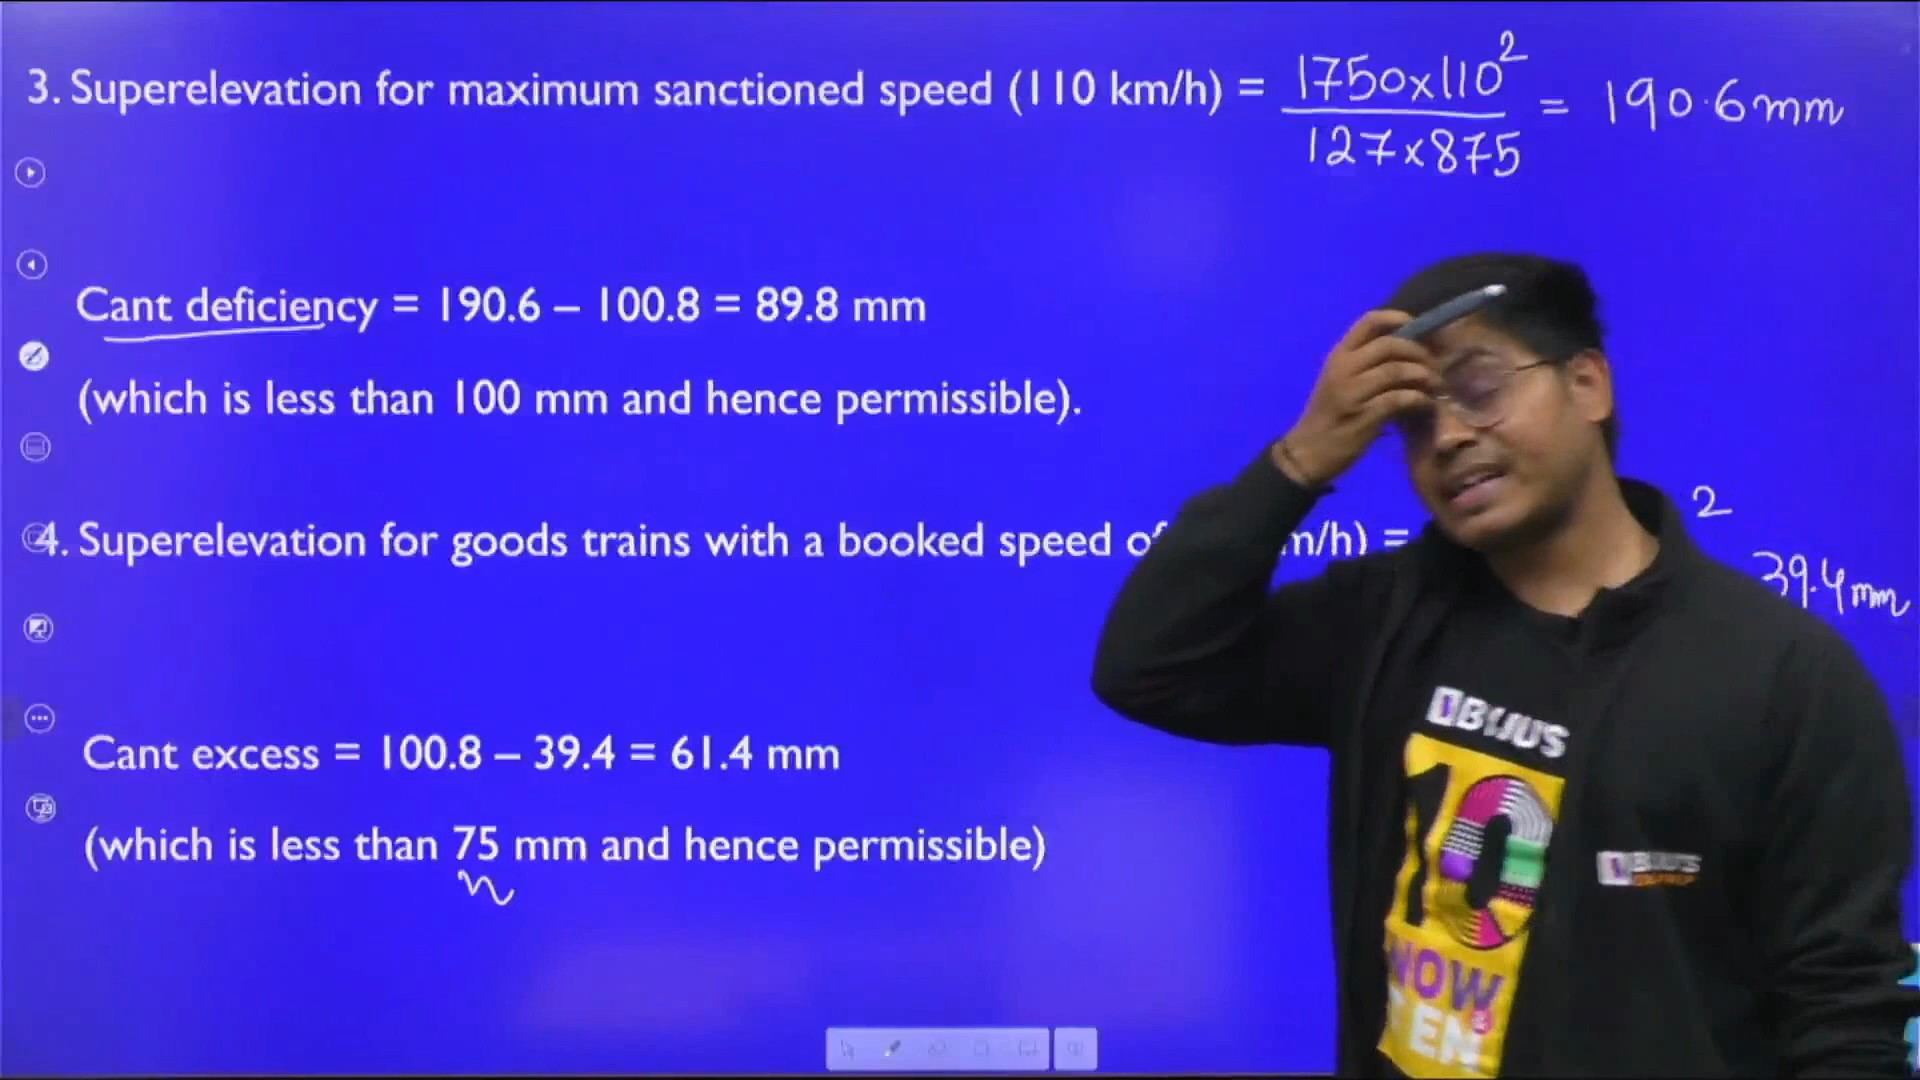 3. Superelevation for maximum sanctioned speed (110 km/h) = 1750x110² / 127x875 = 190.6mm
Cant deficiency = 190.6 – 100.8 = 89.8 mm
(which is less than 100 mm and hence permissible).
4. Superelevation for goods trains with a booked speed of m/h) = 2
39.4mm
Cant excess = 100.8 – 39.4 = 61.4 mm
(which is less than 75 mm and hence permissible)
BYJU'S
10
NOW
BYJU'S